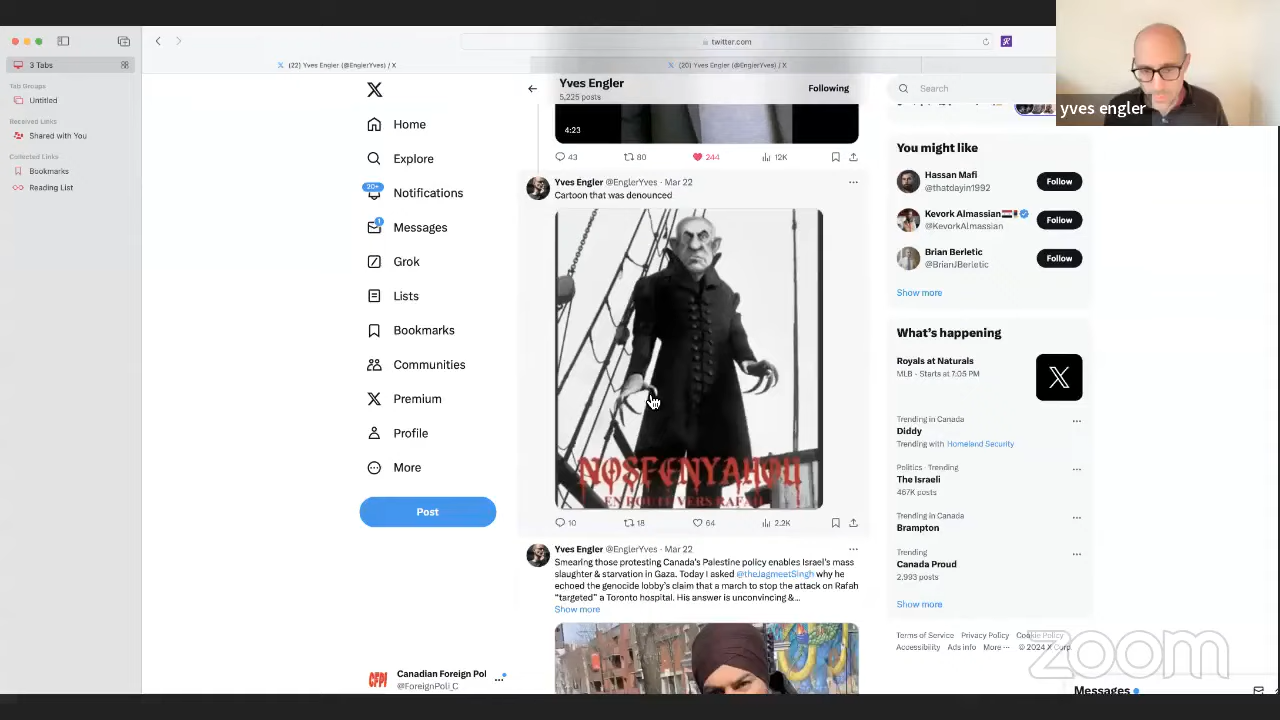 twitter.com
3 Tabs
Tab Groups
Untitled
Received Links
Shared with You
Collected Links
Bookmarks
Reading List
(22) Yves Engler (@EnglerYves) / X
(20) Yves Engler (@EnglerYves) / X
yves engler
Home
Explore
20+
Notifications
1
Messages
Grok
Lists
Bookmarks
Communities
Premium
Profile
More
Post
Canadian Foreign Pol
@ForeignPoli_C
Yves Engler
5,225 posts
Following
4:23
43 80 244 12K
Yves Engler @EnglerYves · Mar 22
Cartoon that was denounced
NOSFENYAHOU
EN ROUTE VERS RAFAH
10 18 64 2.2K
Yves Engler @EnglerYves · Mar 22
Smearing those protesting Canada's Palestine policy enables Israel's mass
slaughter & starvation in Gaza. Today I asked @theJagmeetSingh why he
echoed the genocide lobby's claim that a march to stop the attack on Rafah
"targeted" a Toronto hospital. His answer is unconvincing &...
Show more
Search
You might like
Hassan Mafi
@thatdayin1992
Follow
Kevork Almassian
@KevorkAlmassian
Follow
Brian Berletic
@BrianJBerletic
Follow
Show more
What's happening
Royals at Naturals
MLB · Starts at 7:05 PM
Trending in Canada
Diddy
Trending with Homeland Security
Politics · Trending
The Israeli
467K posts
Trending in Canada
Brampton
Trending
Canada Proud
2,993 posts
Show more
Terms of Service Privacy Policy Cookie Policy
Accessibility Ads info More ··· © 2024 X Corp.
zoom
Messages